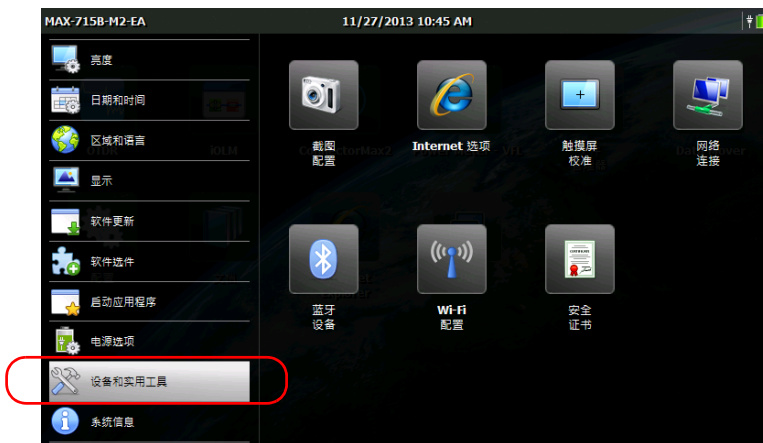 MAX-715B-M2-EA
11/27/2013 10:45 AM
亮度
日期和时间
区域和语言
显示
软件更新
软件选件
启动应用程序
电源选项
设备和实用工具
系统信息
截图
配置
Internet 选项
触摸屏
校准
网络
连接
蓝牙
设备
Wi-Fi
配置
安全
证书
OTDR
iOLM
ConnectorMax2
VFL